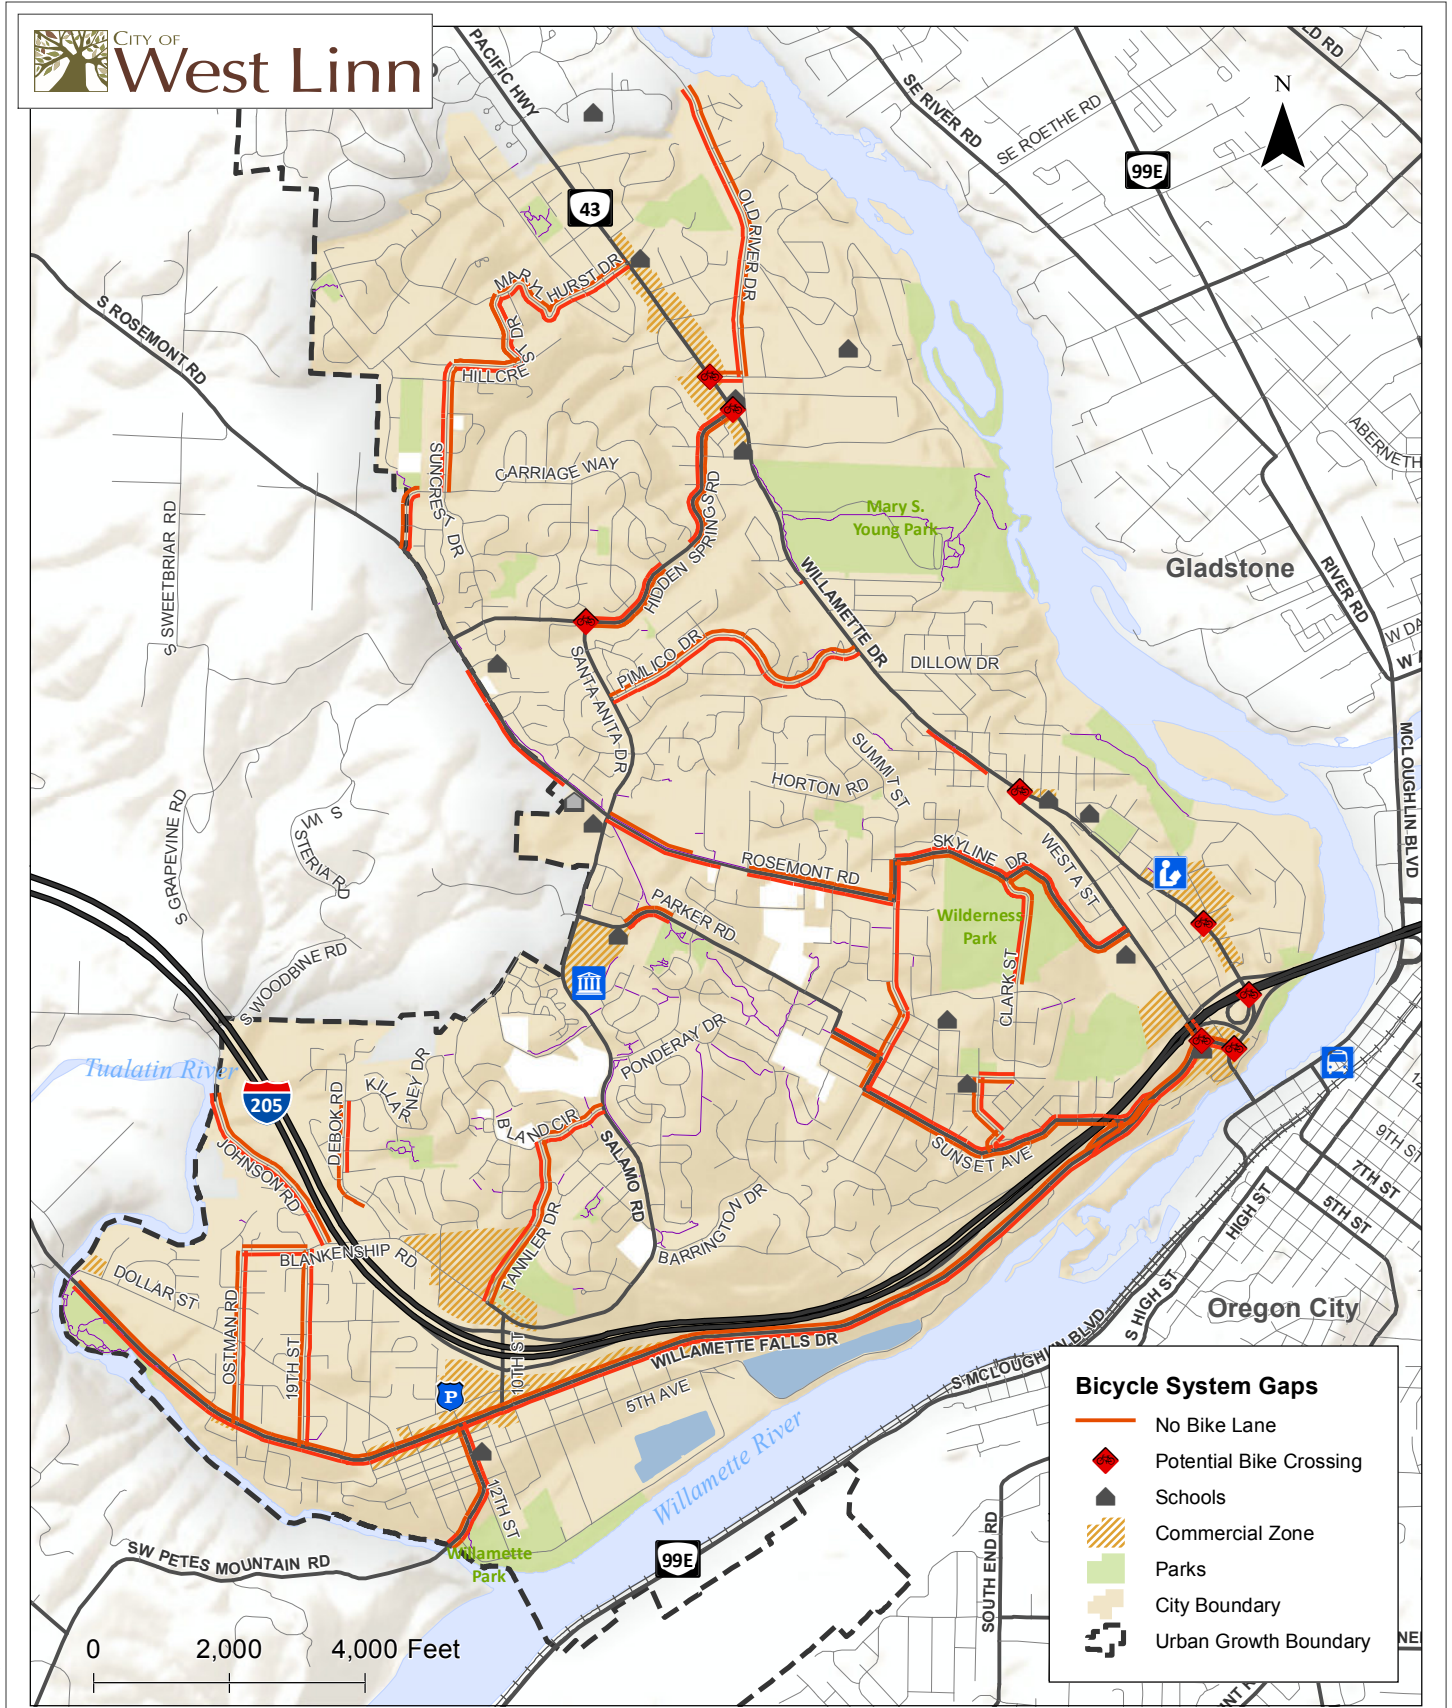 CITY OF
West Linn
PACIFIC HWY
SE RIVER RD
SE ROETHE RD
LD RD
N
99E
43
OLD RIVER DR
MARYLHURST DR
HILLCREST DR
S ROSEMONT RD
SUNCREST DR
CARRIAGE WAY
HIDDEN SPRINGS RD
Mary S.
Young Park
ABERNETH
Gladstone
RIVER RD
W DA
W A
S SWEETBRIAR RD
WILLAMETTE DR
PIMLICO DR
SANTA ANITA DR
DILLOW DR
SUMMIT ST
HORTON RD
MCLOUGHLIN BLVD
S GRAPEVINE RD
S WISTERIA RD
ROSEMONT RD
SKYLINE DR
WEST A ST
PARKER RD
Wilderness
Park
S WOODBINE RD
CLARK ST
PONDERAY DR
Tualatin River
205
DEBOK RD
KILLARNEY DR
BLAND CIR
SALAMO RD
SUNSET AVE
12
9TH ST
7TH ST
5TH ST
HIGH ST
JOHNSON RD
BLANKENSHIP RD
TANNLER DR
BARRINGTON DR
DOLLAR ST
OSTMAN RD
19TH ST
10TH ST
WILLAMETTE FALLS DR
5TH AVE
P
S HIGH ST
Oregon City
S MCLOUGHLIN BLVD
Willamette River
12TH ST
Willamette
Park
SW PETES MOUNTAIN RD
99E
SOUTH END RD
Bicycle System Gaps
No Bike Lane
Potential Bike Crossing
Schools
Commercial Zone
Parks
City Boundary
Urban Growth Boundary
NEI
INT R
0 2,000 4,000 Feet